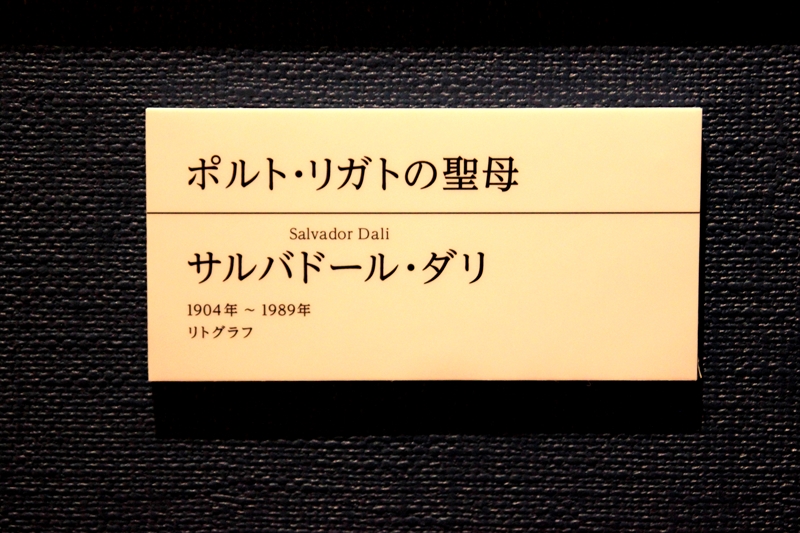 ポルト・リガトの聖母
Salvador Dali
サルバドール・ダリ
1904年 ~ 1989年
リトグラフ